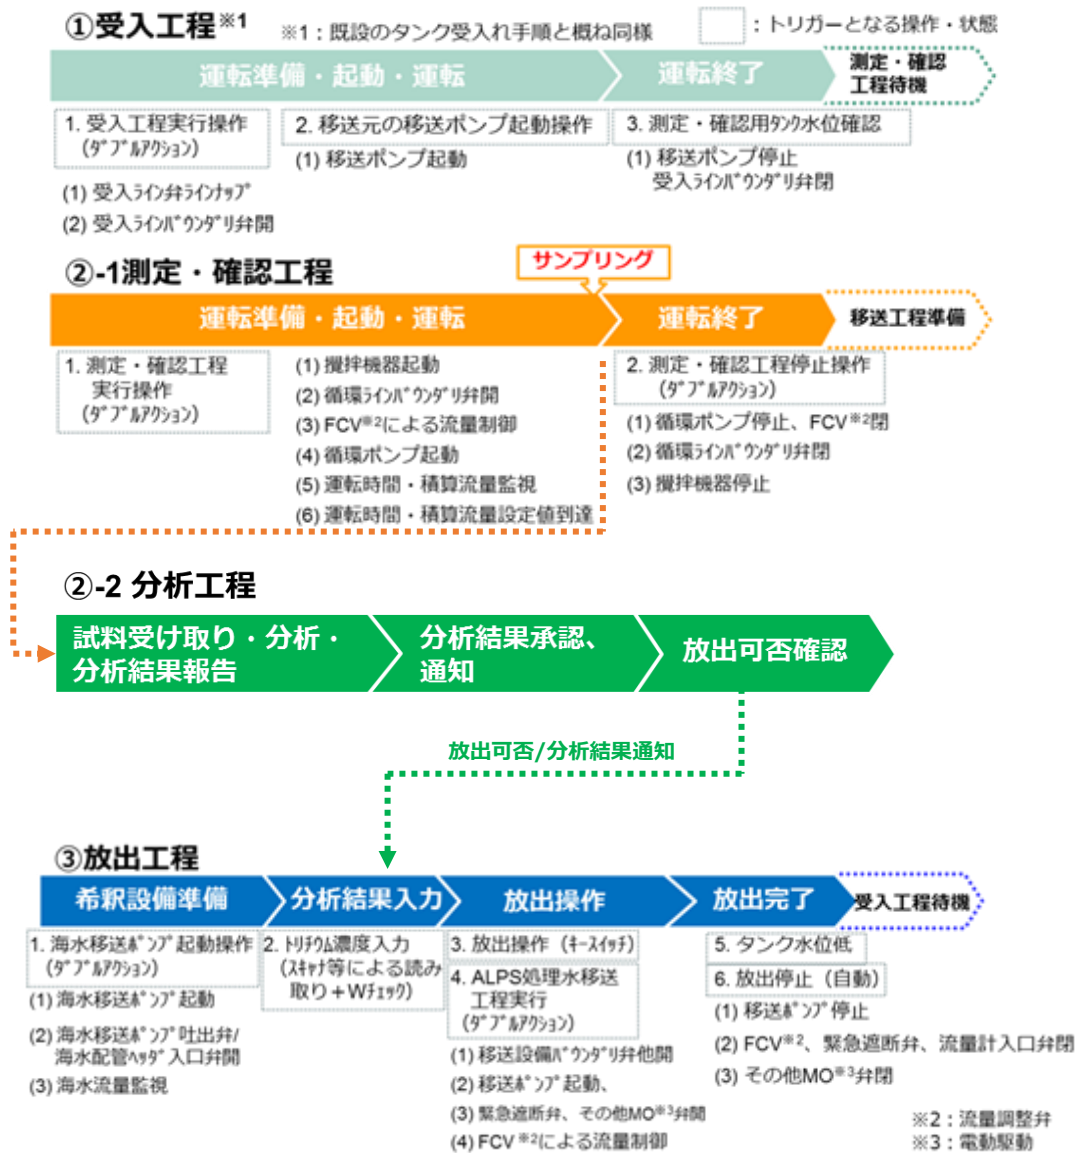 ①受入工程※1
※1：既設のタンク受入れ手順と概ね同様
：トリガーとなる操作・状態
運転準備・起動・運転
運転終了
測定・確認
工程待機
1. 受入工程実行操作
(ﾀﾞﾌﾞﾙｱｸｼｮﾝ)
(1) 受入ﾗｲﾝ弁ﾗｲﾝﾅｯﾌﾟ
(2) 受入ﾗｲﾝﾊﾞｳﾝﾀﾞﾘ弁開
2. 移送元の移送ポンプ起動操作
(1) 移送ポンプ起動
3. 測定・確認用ﾀﾝｸ水位確認
(1) 移送ポンプ停止
受入ﾗｲﾝﾊﾞｳﾝﾀﾞﾘ弁閉
②-1測定・確認工程
サンプリング
運転準備・起動・運転
運転終了
移送工程準備
1. 測定・確認工程
実行操作
(ﾀﾞﾌﾞﾙｱｸｼｮﾝ)
(1) 攪拌機器起動
(2) 循環ﾗｲﾝﾊﾞｳﾝﾀﾞﾘ弁開
(3) FCV※2による流量制御
(4) 循環ポンプ起動
(5) 運転時間・積算流量監視
(6) 運転時間・積算流量設定値到達
2. 測定・確認工程停止操作
(ﾀﾞﾌﾞﾙｱｸｼｮﾝ)
(1) 循環ポンプ停止、FCV※2閉
(2) 循環ﾗｲﾝﾊﾞｳﾝﾀﾞﾘ弁閉
(3) 攪拌機器停止
②-2 分析工程
試料受け取り・分析・
分析結果報告
分析結果承認、
通知
放出可否確認
放出可否/分析結果通知
③放出工程
希釈設備準備
分析結果入力
放出操作
放出完了
受入工程待機
1. 海水移送ﾎﾟﾝﾌﾟ起動操作
(ﾀﾞﾌﾞﾙｱｸｼｮﾝ)
(1) 海水移送ﾎﾟﾝﾌﾟ起動
(2) 海水移送ﾎﾟﾝﾌﾟ吐出弁/
海水配管ﾍｯﾀﾞ入口弁開
(3) 海水流量監視
2. ﾄﾘﾁｳﾑ濃度入力
(ｽｷｬﾅ等による読み
取り＋Wﾁｪｯｸ)
3. 放出操作（ｷｰｽｲｯﾁ）
4. ALPS処理水移送
工程実行
(ﾀﾞﾌﾞﾙｱｸｼｮﾝ)
(1) 移送設備ﾊﾞｳﾝﾀﾞﾘ弁他開
(2) 移送ﾎﾟﾝﾌﾟ起動、
(3) 緊急遮断弁、その他MO※3弁開
(4) FCV※2による流量制御
5. タンク水位低
6. 放出停止（自動）
(1) 移送ﾎﾟﾝﾌﾟ停止
(2) FCV※2、緊急遮断弁、流量計入口弁閉
(3) その他MO※3弁閉
※2：流量調整弁
※3：電動駆動